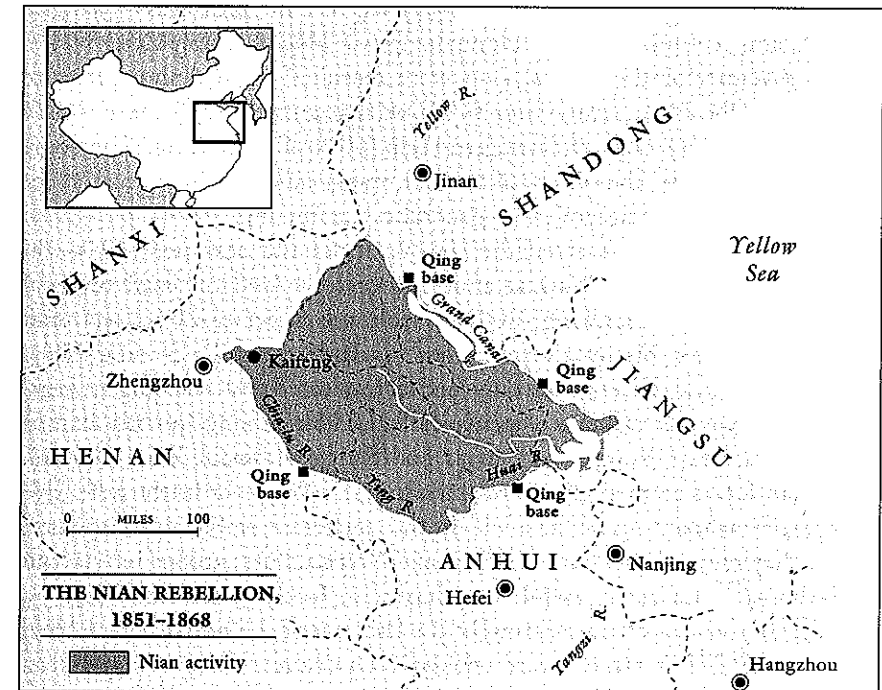 Yellow R.
Jinan
SHANDONG
SHANXI
Yellow
Sea
Qing
base
Grand Canal
Kaifeng
Zhengzhou
Qing
base
JIANGSU
HENAN
Qing
base
Huai R.
Qing
base
0 MILES 100
ANHUI
Nanjing
Hefei
THE NIAN REBELLION,
1851–1868
Yangzi R.
Nian activity
Hangzhou